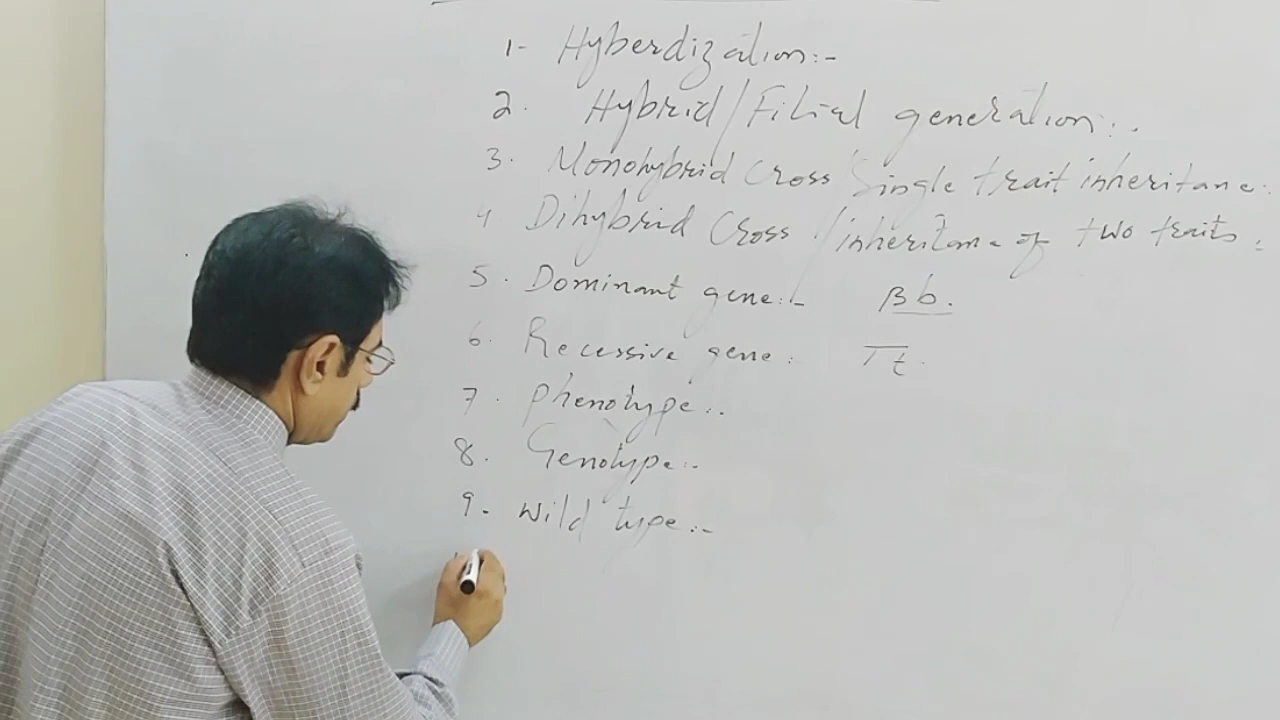 1- Hyberdization:-
2. Hybrid/Filial generation:.
3. Monohybrid Cross/Single trait inheritance.
4 Dihybrid Cross/inheritance of two traits:
5. Dominant gene:- Bb.
6. Recessive gene: Tt.
7. Phenotype:.
8. Genotype:-
9- Wild type:-